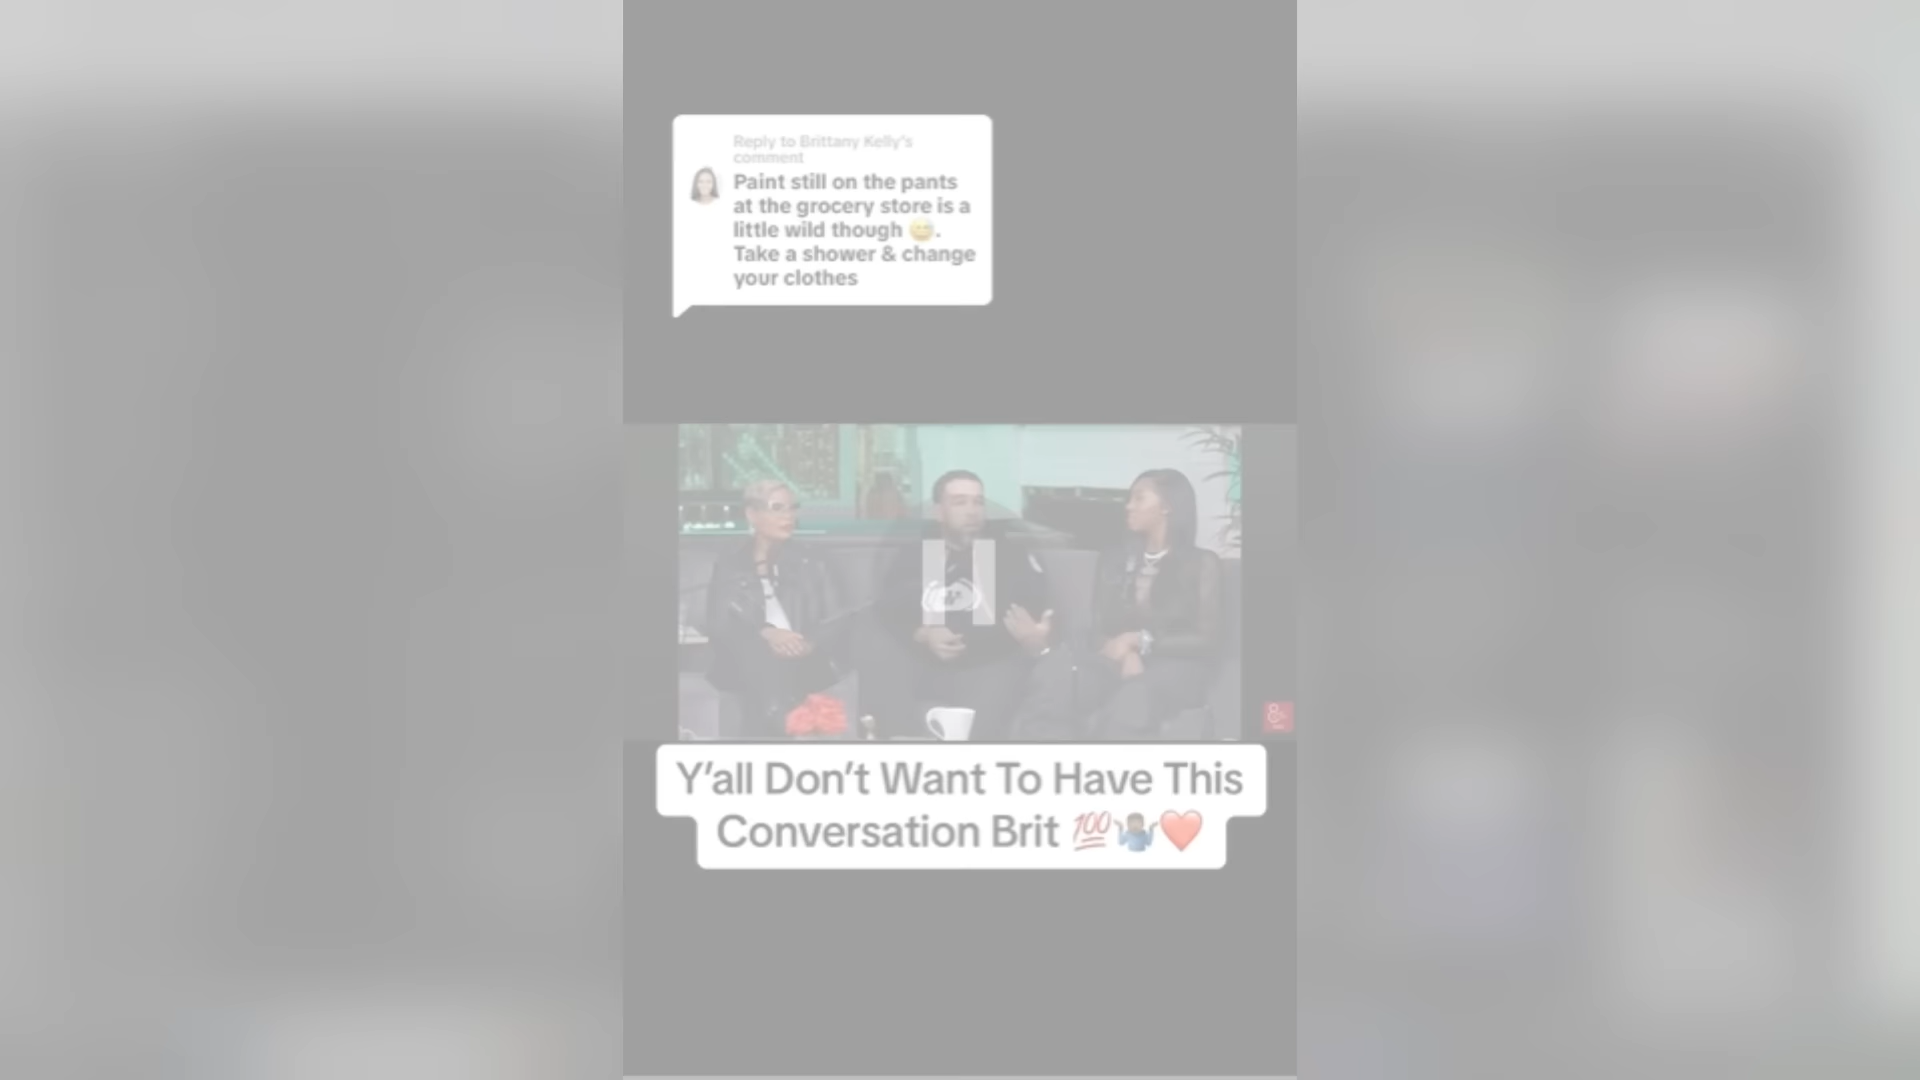 Reply to Brittany Kelly's
comment
Paint still on the pants
at the grocery store is a
little wild though 😅.
Take a shower & change
your clothes
Y'all Don't Want To Have This
Conversation Brit 💯🤷🏾‍♂️❤️